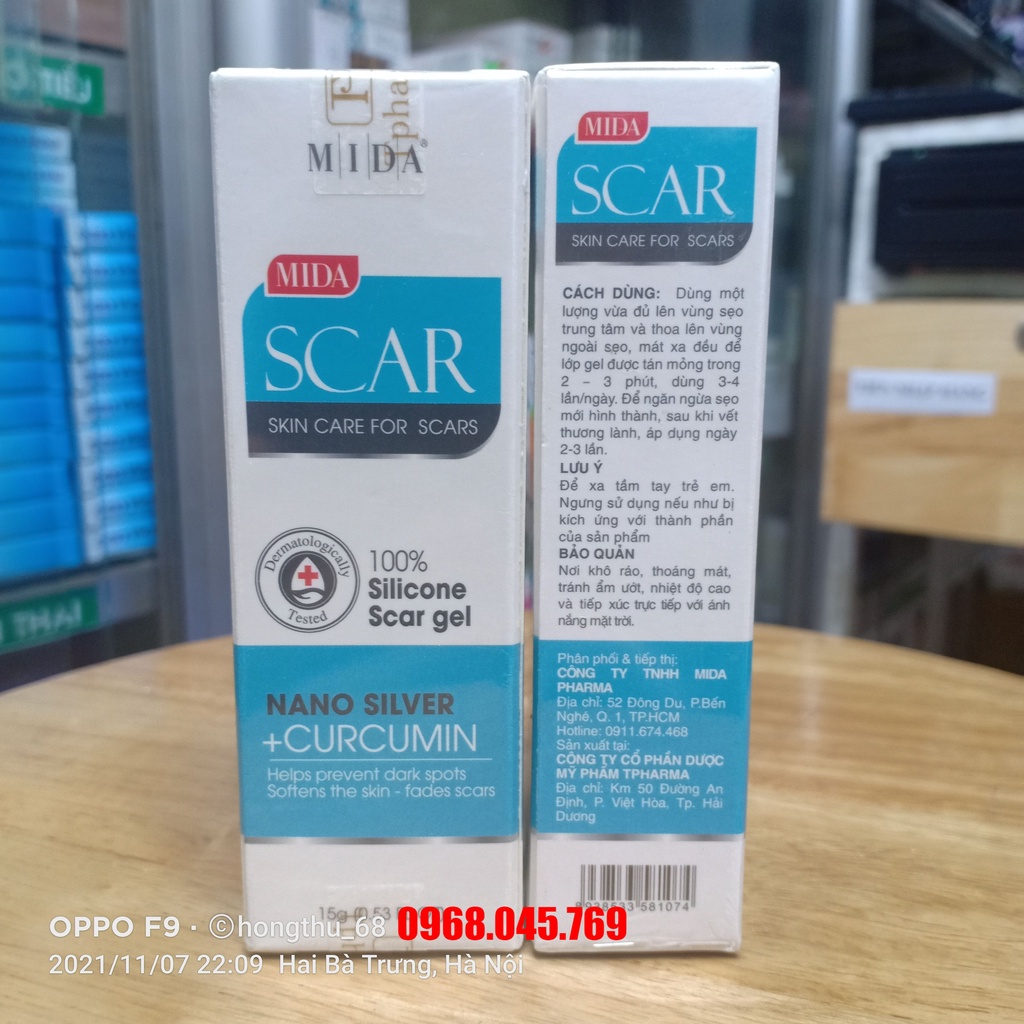 MIDA
MIDA
SCAR
SKIN CARE FOR SCARS
Dermatologically
Tested
100%
Silicone
Scar gel
NANO SILVER
+CURCUMIN
Helps prevent dark spots
Softens the skin - fades scars
15g
MIDA
SCAR
SKIN CARE FOR SCARS
CÁCH DÙNG: Dùng một
lượng vừa đủ lên vùng sẹo
trung tâm và thoa lên vùng
ngoài sẹo, mát xa đều để
lớp gel được tán mỏng trong
2 – 3 phút, dùng 3-4
lần/ngày. Để ngăn ngừa sẹo
mới hình thành, sau khi vết
thương lành, áp dụng ngày
2-3 lần.
LƯU Ý
Để xa tầm tay trẻ em.
Ngưng sử dụng nếu như bị
kích ứng với thành phần
của sản phẩm
BẢO QUẢN
Nơi khô ráo, thoáng mát,
tránh ẩm ướt, nhiệt độ cao
và tiếp xúc trực tiếp với ánh
nắng mặt trời.
Phân phối & tiếp thị:
CÔNG TY TNHH MIDA
PHARMA
Địa chỉ: 52 Đông Du, P.Bến
Nghé, Q. 1, TP.HCM
Hotline: 0911.674.468
Sản xuất tại:
CÔNG TY CỔ PHẦN DƯỢC
MỸ PHẨM TPHARMA
Địa chỉ: Km 50 Đường An
Định, P. Việt Hòa, Tp. Hải
Dương
OPPO F9 · ©hongthu_68
0968.045.769
2021/11/07 22:09 Hai Bà Trưng, Hà Nội